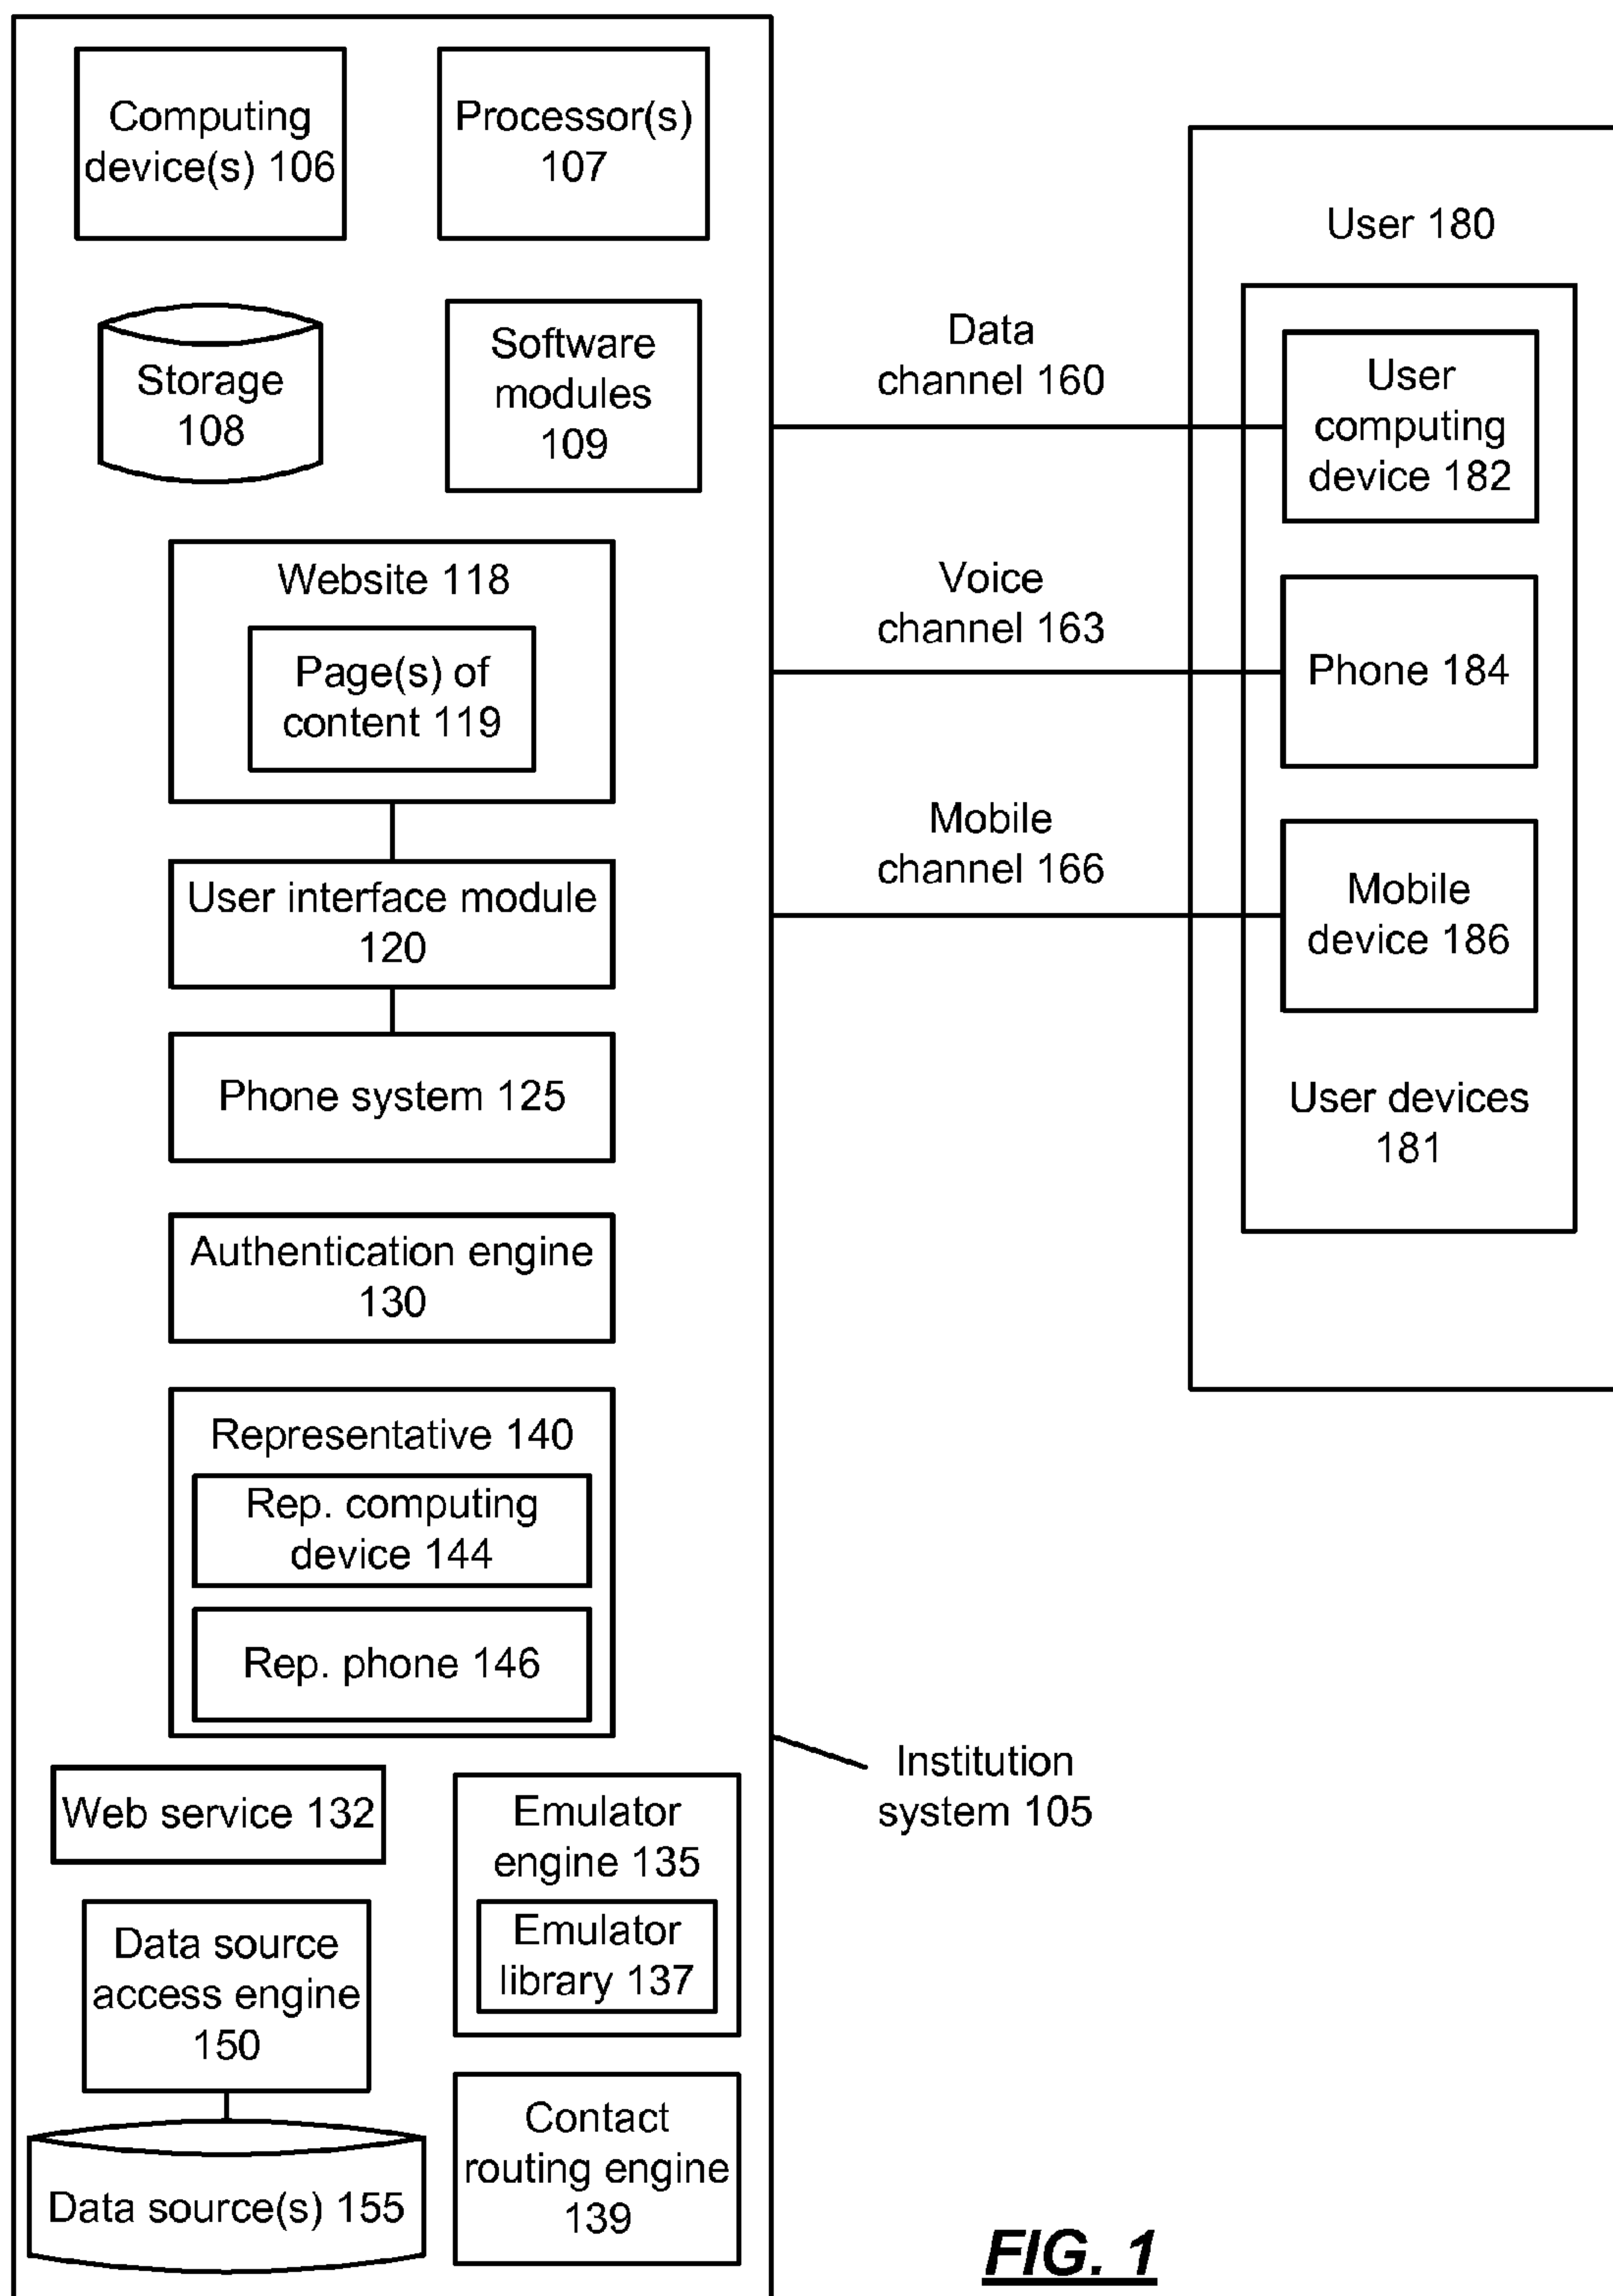 Computing
device(s) 106
Processor(s)
107
Storage
108
Software
modules
109
Website 118
Page(s) of
content 119
User interface module
120
Phone system 125
Authentication engine
130
Representative 140
Rep. computing
device 144
Rep. phone 146
Web service 132
Emulator
engine 135
Emulator
library 137
Data source
access engine
150
Data source(s) 155
Contact
routing engine
139
Data
channel 160
Voice
channel 163
Mobile
channel 166
Institution
system 105
User 180
User
computing
device 182
Phone 184
Mobile
device 186
User devices
181
FIG. 1